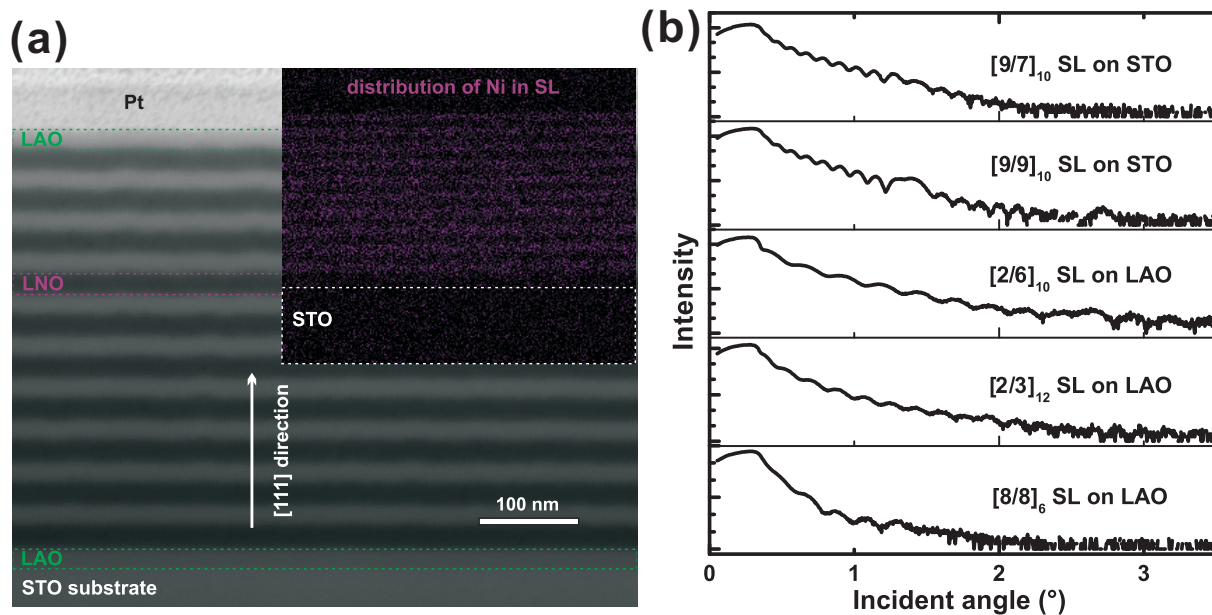 (a)
Pt
distribution of Ni in SL
LAO
LNO
STO
[111] direction
100 nm
LAO
STO substrate
(b)
[9/7]₁₀ SL on STO
[9/9]₁₀ SL on STO
[2/6]₁₀ SL on LAO
[2/3]₁₂ SL on LAO
[8/8]₆ SL on LAO
Intensity
0 1 2 3
Incident angle (°)